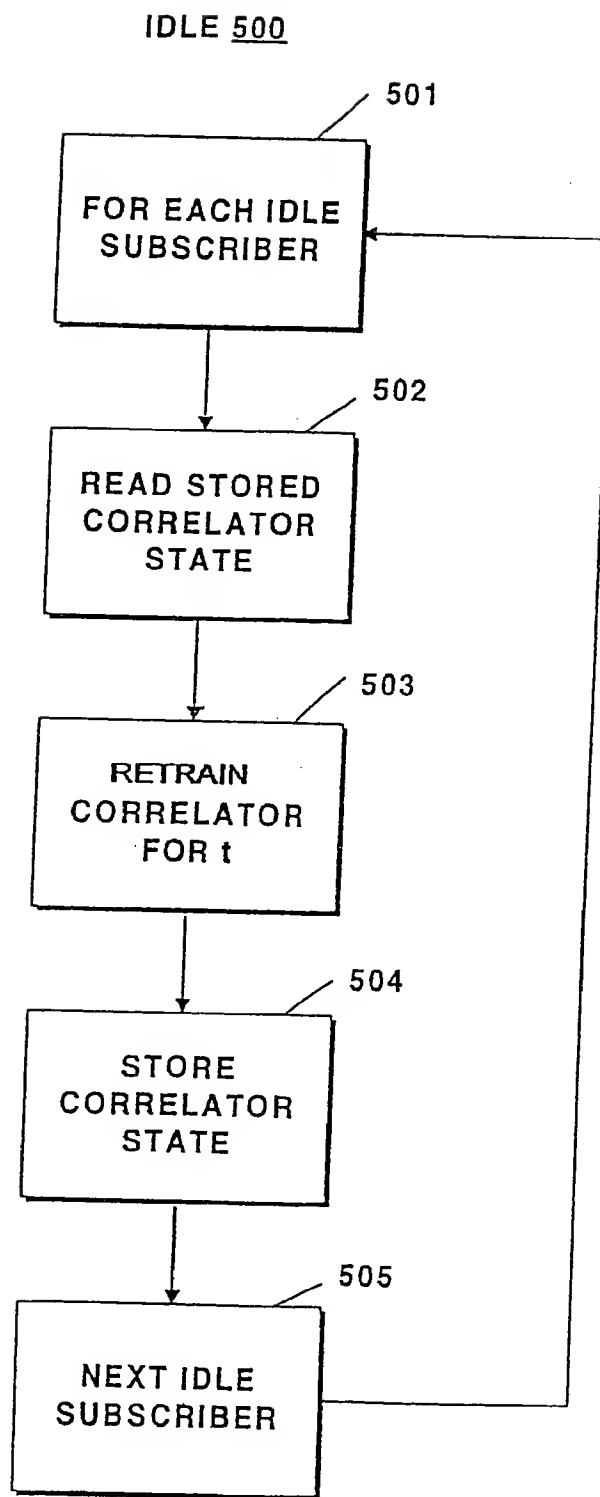 IDLE 500
501
FOR EACH IDLE
SUBSCRIBER
502
READ STORED
CORRELATOR
STATE
503
RETRAIN
CORRELATOR
FOR t
504
STORE
CORRELATOR
STATE
505
NEXT IDLE
SUBSCRIBER